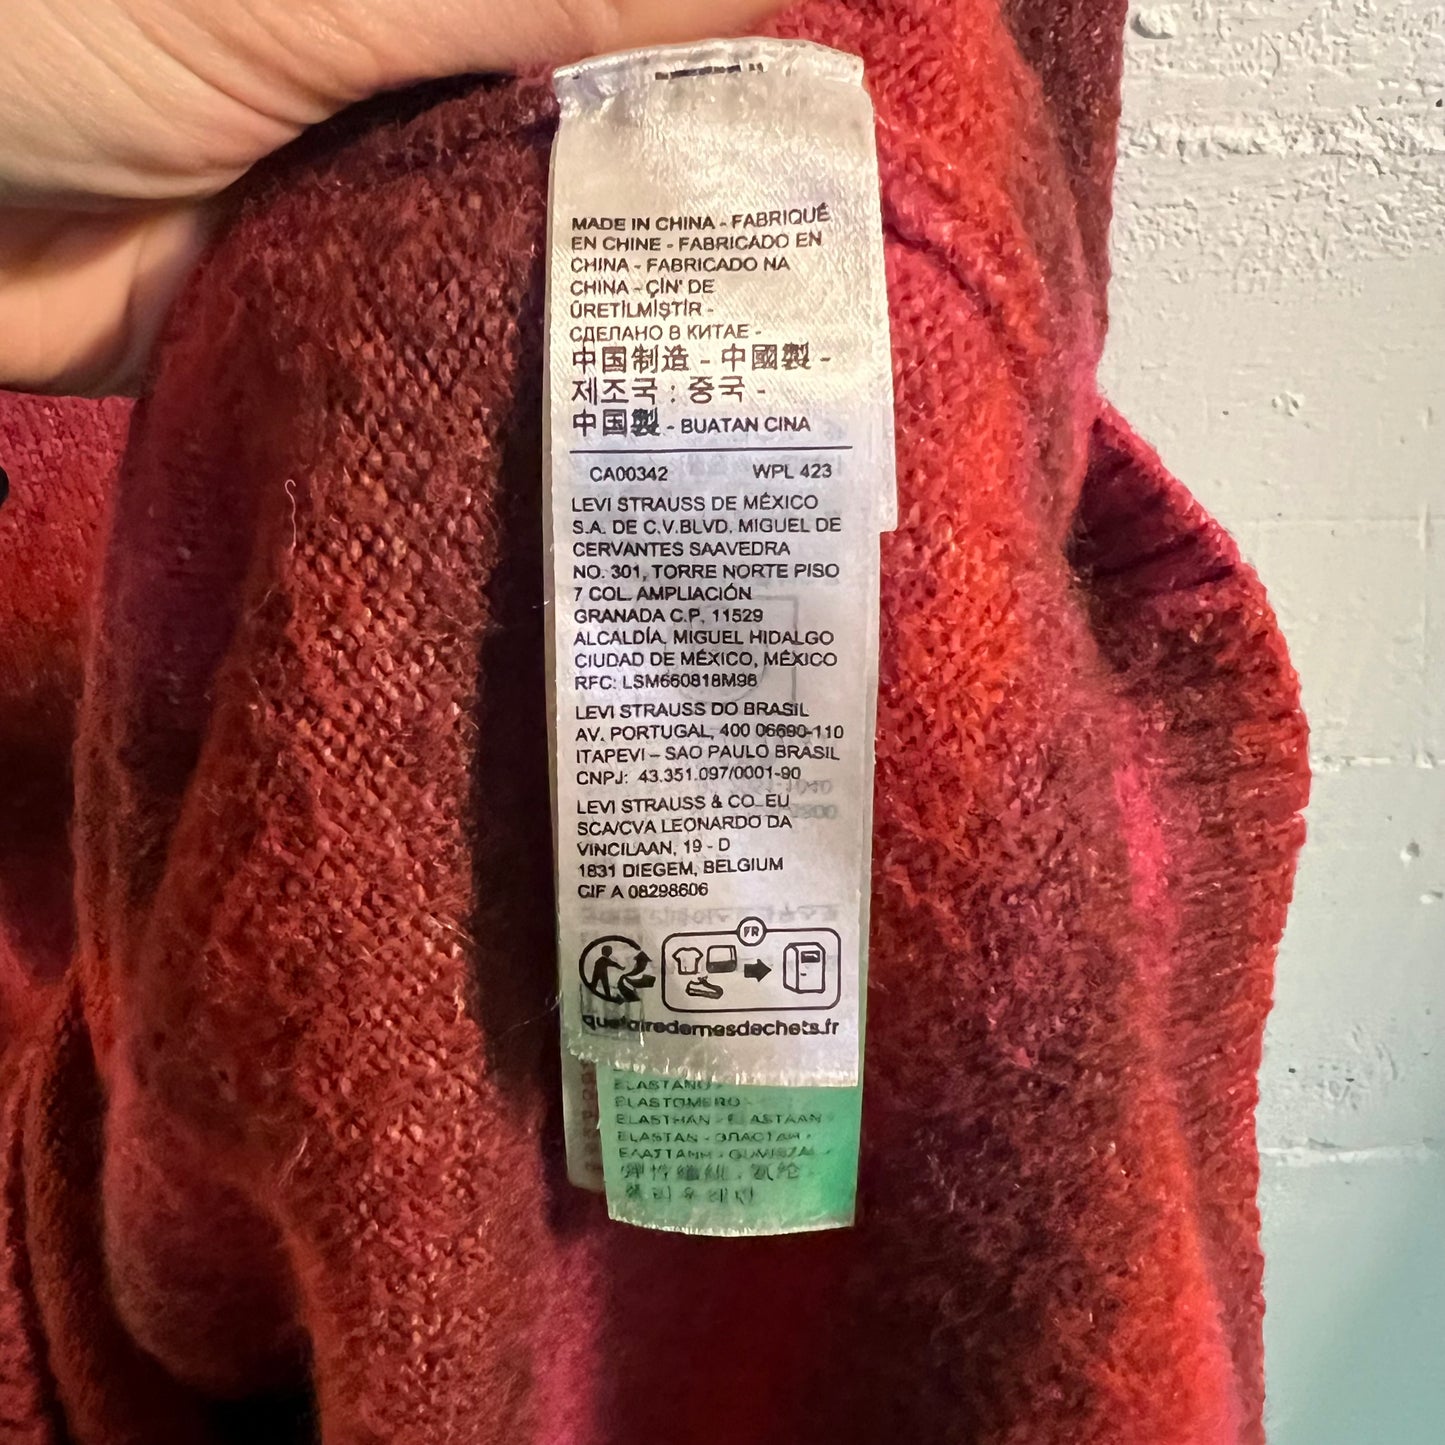 MADE IN CHINA - FABRIQUÉ
EN CHINE - FABRICADO EN
CHINA - FABRICADO NA
CHINA - ÇİN' DE
ÜRETİLMİŞTİR -
СДЕЛАНО В КИТАЕ -
中国制造 - 中國製 -
제조국 : 중국 -
中国製 - BUATAN CINA
CA00342 WPL 423
LEVI STRAUSS DE MÉXICO
S.A. DE C.V.BLVD. MIGUEL DE
CERVANTES SAAVEDRA
NO. 301, TORRE NORTE PISO
7 COL. AMPLIACIÓN
GRANADA C.P. 11529
ALCALDÍA. MIGUEL HIDALGO
CIUDAD DE MÉXICO, MÉXICO
RFC: LSM660818M98
LEVI STRAUSS DO BRASIL
AV. PORTUGAL, 400 06690-110
ITAPEVI – SAO PAULO BRASIL
CNPJ: 43.351.097/0001-90
LEVI STRAUSS & CO_EU
SCA/CVA LEONARDO DA
VINCILAAN, 19 - D
1831 DIEGEM, BELGIUM
CIF A 08298606
FR
quefairedemesdechets.fr
ELASTANO -
ELASTOMERO -
ELASTHAN - ELASTAAN -
ELASTAN - ЭЛАСТАН -